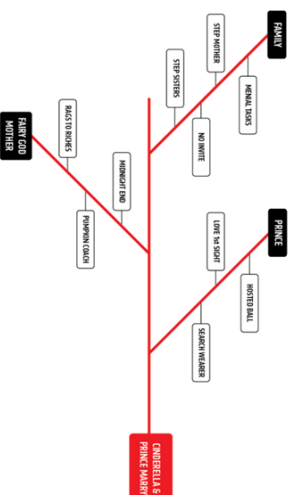 FAMILY
STEP MOTHER
MENIAL TASKS
STEP SISTERS
NO INVITE
PRINCE
LOVE 1st SIGHT
HOSTED BALL
SEARCH WEARER
FAIRY GOD
MOTHER
RAGS TO RICHES
MIDNIGHT END
PUMPKIN COACH
CINDERELLA &
PRINCE MARRY